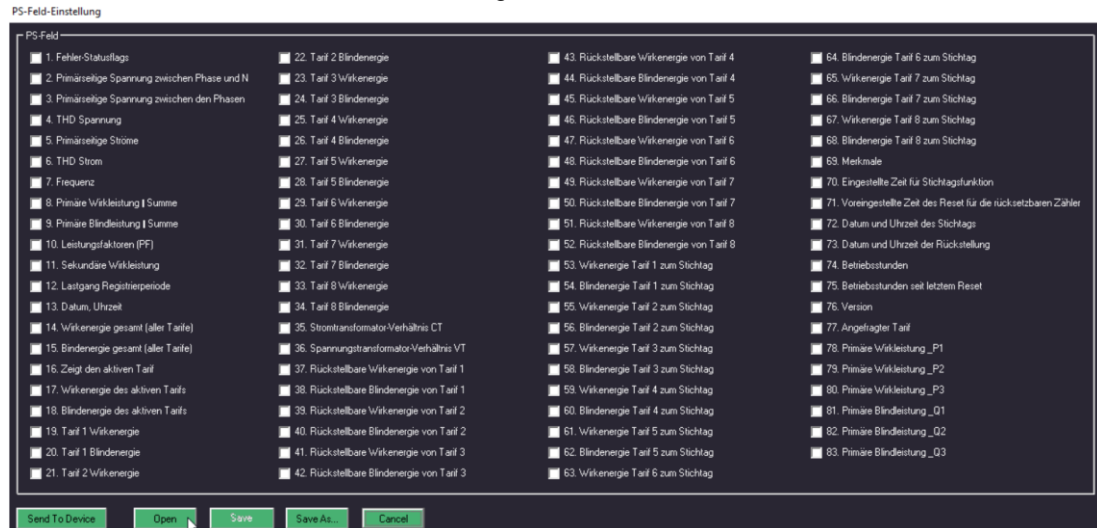 PS-Feld-Einstellung
PS-Feld
1. Fehler-Statusflags
2. Primärseitige Spannung zwischen Phase und N
3. Primärseitige Spannung zwischen den Phasen
4. THD Spannung
5. Primärseitige Ströme
6. THD Strom
7. Frequenz
8. Primäre Wirkleistung | Summe
9. Primäre Blindleistung | Summe
10. Leistungsfaktoren (PF)
11. Sekundäre Wirkleistung
12. Lastgang Registrierperiode
13. Datum, Uhrzeit
14. Wirkenergie gesamt (aller Tarife)
15. Bindenergie gesamt (aller Tarife)
16. Zeigt den aktiven Tarif
17. Wirkenergie des aktiven Tarifs
18. Blindenergie des aktiven Tarifs
19. Tarif 1 Wirkenergie
20. Tarif 1 Blindenergie
21. Tarif 2 Wirkenergie
22. Tarif 2 Blindenergie
23. Tarif 3 Wirkenergie
24. Tarif 3 Blindenergie
25. Tarif 4 Wirkenergie
26. Tarif 4 Blindenergie
27. Tarif 5 Wirkenergie
28. Tarif 5 Blindenergie
29. Tarif 6 Wirkenergie
30. Tarif 6 Blindenergie
31. Tarif 7 Wirkenergie
32. Tarif 7 Blindenergie
33. Tarif 8 Wirkenergie
34. Tarif 8 Blindenergie
35. Stromtransformator-Verhältnis CT
36. Spannungstransformator-Verhältnis VT
37. Rückstellbare Wirkenergie von Tarif 1
38. Rückstellbare Blindenergie von Tarif 1
39. Rückstellbare Wirkenergie von Tarif 2
40. Rückstellbare Blindenergie von Tarif 2
41. Rückstellbare Wirkenergie von Tarif 3
42. Rückstellbare Blindenergie von Tarif 3
43. Rückstellbare Wirkenergie von Tarif 4
44. Rückstellbare Blindenergie von Tarif 4
45. Rückstellbare Wirkenergie von Tarif 5
46. Rückstellbare Blindenergie von Tarif 5
47. Rückstellbare Wirkenergie von Tarif 6
48. Rückstellbare Blindenergie von Tarif 6
49. Rückstellbare Wirkenergie von Tarif 7
50. Rückstellbare Blindenergie von Tarif 7
51. Rückstellbare Wirkenergie von Tarif 8
52. Rückstellbare Blindenergie von Tarif 8
53. Wirkenergie Tarif 1 zum Stichtag
54. Blindenergie Tarif 1 zum Stichtag
55. Wirkenergie Tarif 2 zum Stichtag
56. Blindenergie Tarif 2 zum Stichtag
57. Wirkenergie Tarif 3 zum Stichtag
58. Blindenergie Tarif 3 zum Stichtag
59. Wirkenergie Tarif 4 zum Stichtag
60. Blindenergie Tarif 4 zum Stichtag
61. Wirkenergie Tarif 5 zum Stichtag
62. Blindenergie Tarif 5 zum Stichtag
63. Wirkenergie Tarif 6 zum Stichtag
64. Blindenergie Tarif 6 zum Stichtag
65. Wirkenergie Tarif 7 zum Stichtag
66. Blindenergie Tarif 7 zum Stichtag
67. Wirkenergie Tarif 8 zum Stichtag
68. Blindenergie Tarif 8 zum Stichtag
69. Merkmale
70. Eingestellte Zeit für Stichtagsfunktion
71. Voreingestellte Zeit des Reset für die rücksetzbaren Zähler
72. Datum und Uhrzeit des Stichtags
73. Datum und Uhrzeit der Rückstellung
74. Betriebsstunden
75. Betriebsstunden seit letztem Reset
76. Version
77. Angefragter Tarif
78. Primäre Wirkleistung _P1
79. Primäre Wirkleistung _P2
80. Primäre Wirkleistung _P3
81. Primäre Blindleistung _Q1
82. Primäre Blindleistung _Q2
83. Primäre Blindleistung _Q3
Send To Device Open Save Save As... Cancel